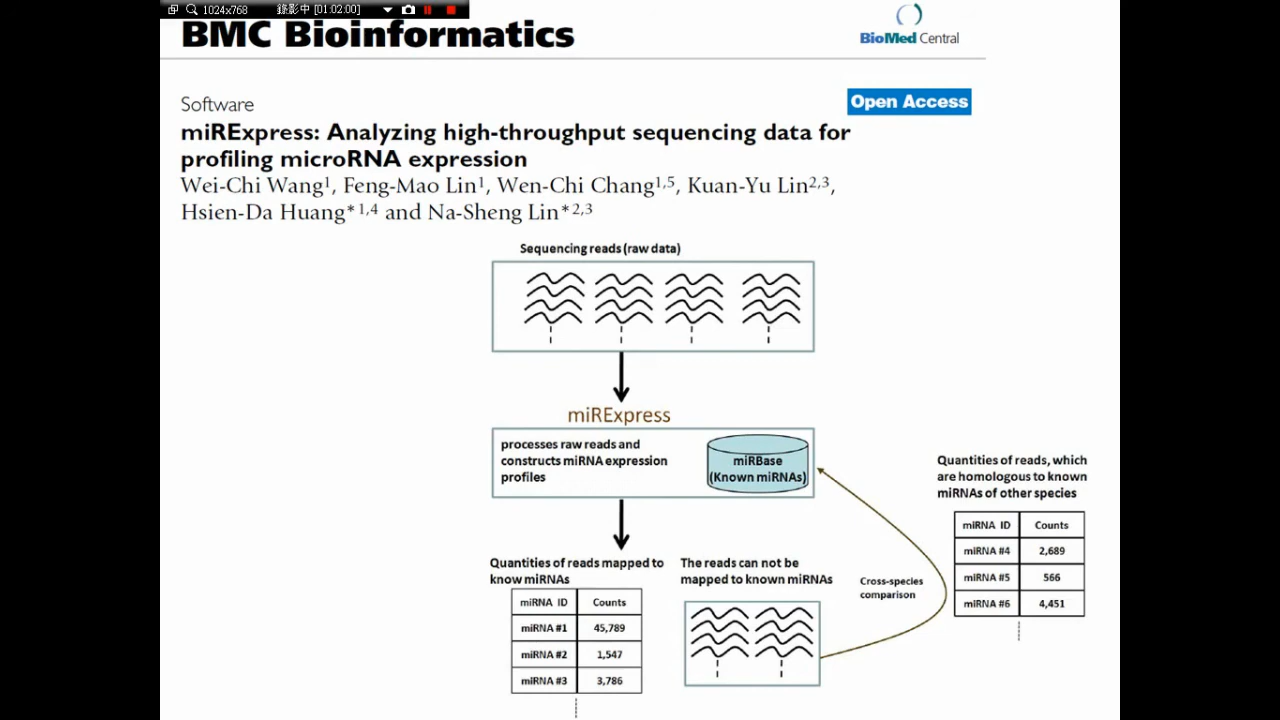 1024x768 錄影中 [01:02.00]
BMC Bioinformatics
BioMed Central
Software
Open Access
miRExpress: Analyzing high-throughput sequencing data for
profiling microRNA expression
Wei-Chi Wang1, Feng-Mao Lin1, Wen-Chi Chang1,5, Kuan-Yu Lin2,3,
Hsien-Da Huang*1,4 and Na-Sheng Lin*2,3
Sequencing reads (raw data)
miRExpress
processes raw reads and
constructs miRNA expression
profiles
miRBase
(Known miRNAs)
Quantities of reads, which
are homologous to known
miRNAs of other species
miRNA ID Counts
miRNA #4 2,689
miRNA #5 566
miRNA #6 4,451
Quantities of reads mapped to
know miRNAs
miRNA ID Counts
miRNA #1 45,789
miRNA #2 1,547
miRNA #3 3,786
The reads can not be
mapped to known miRNAs
Cross-species
comparison